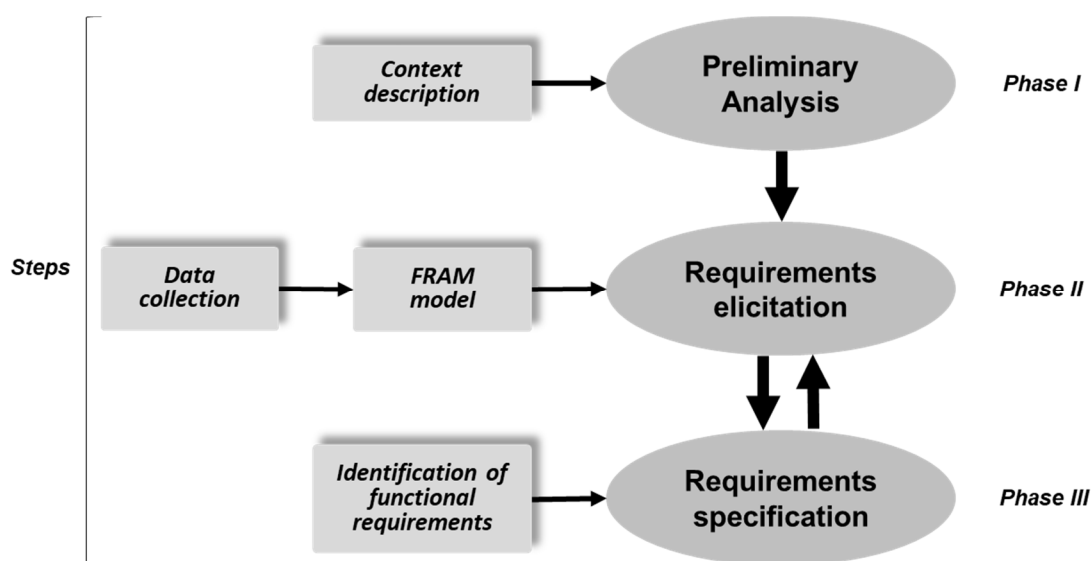 Context
description
Preliminary
Analysis
Phase I
Steps
Data
collection
FRAM
model
Requirements
elicitation
Phase II
Identification of
functional
requirements
Requirements
specification
Phase III